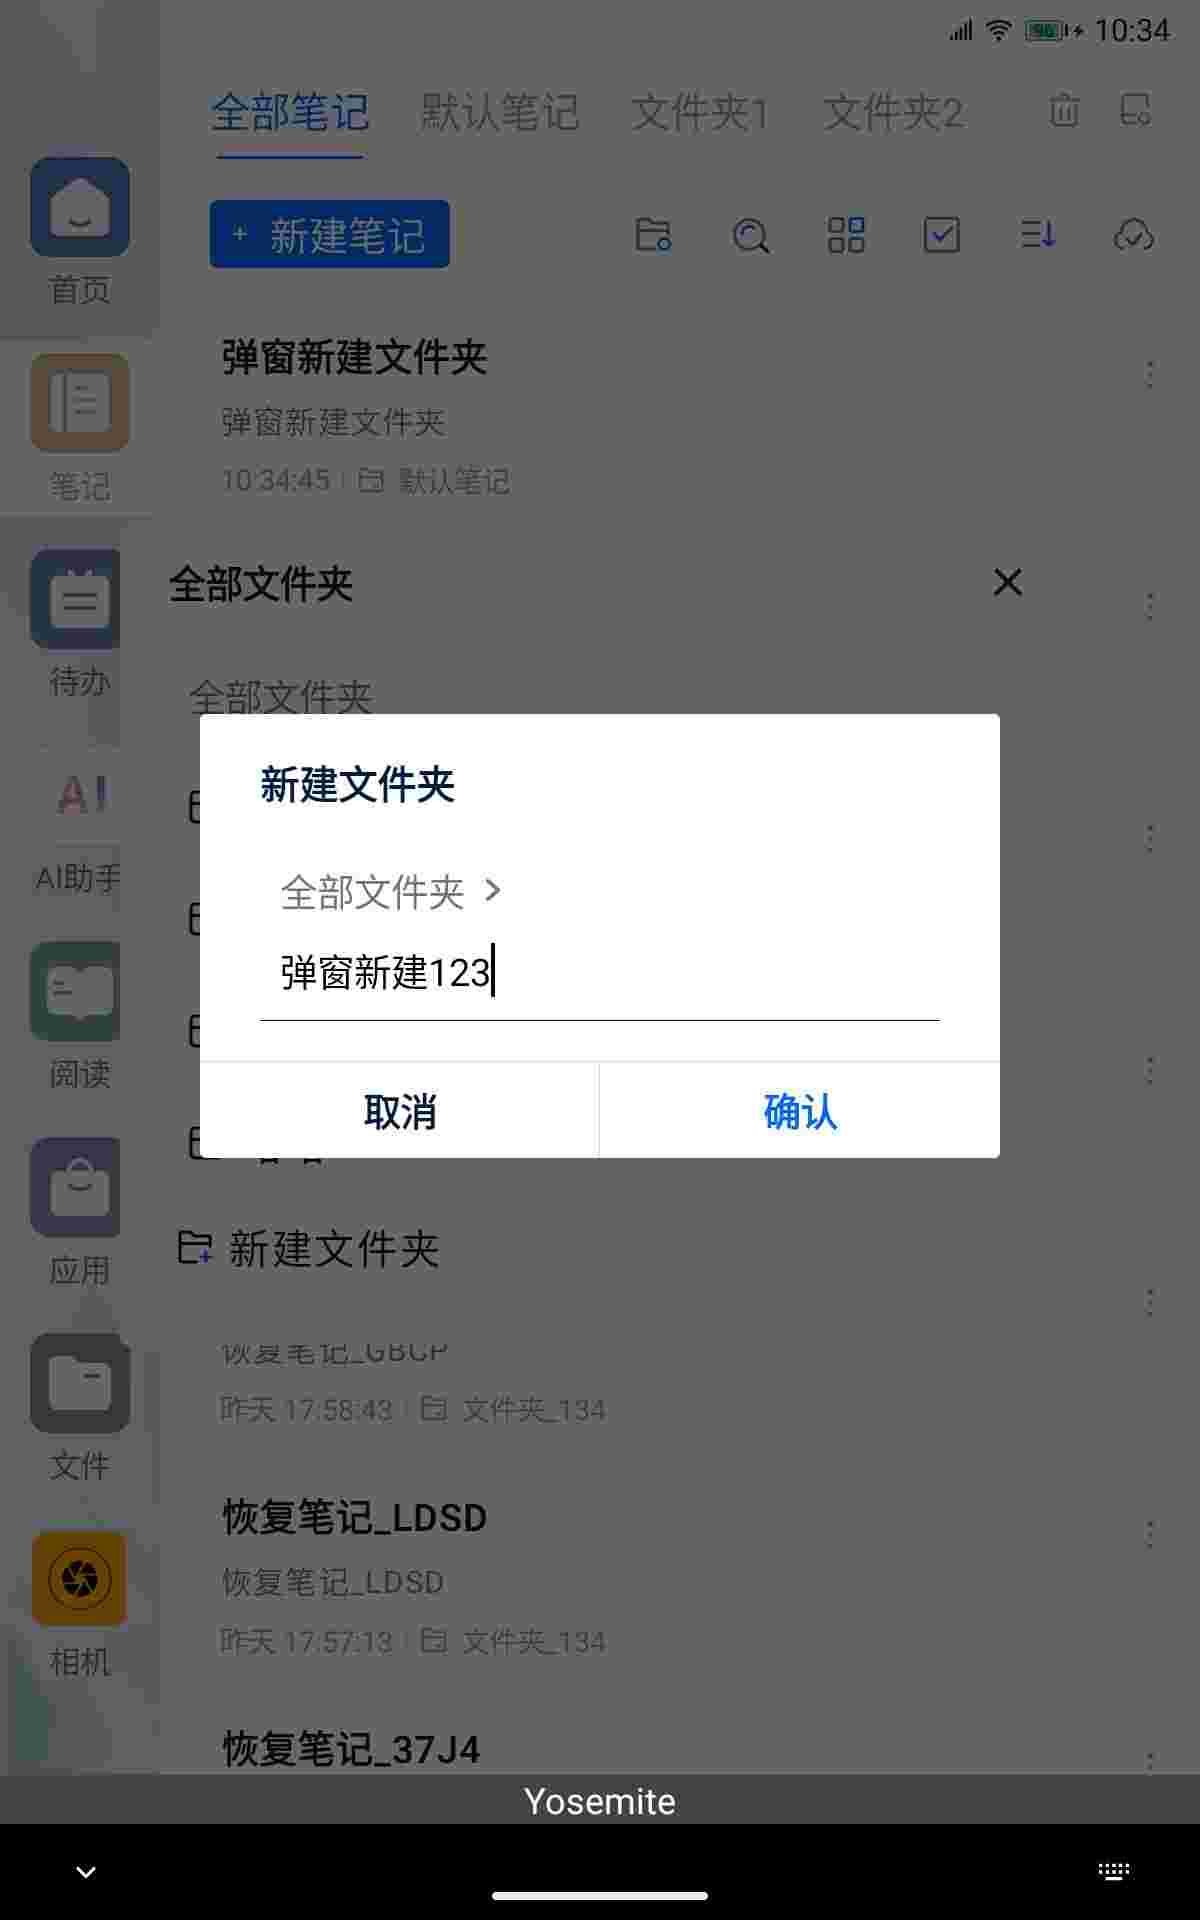 10:34
全部笔记 默认笔记 文件夹1 文件夹2
+ 新建笔记
首页
弹窗新建文件夹
弹窗新建文件夹
10:34:45 默认笔记
笔记
全部文件夹
待办
全部文件夹
新建文件夹
AI
AI助手
全部文件夹 >
弹窗新建123
阅读
取消 确认
新建文件夹
应用
恢复笔记_GBCP
昨天 17:58:43 文件夹_134
文件
恢复笔记_LDSD
恢复笔记_LDSD
昨天 17:57:13 文件夹_134
相机
恢复笔记_37J4
Yosemite